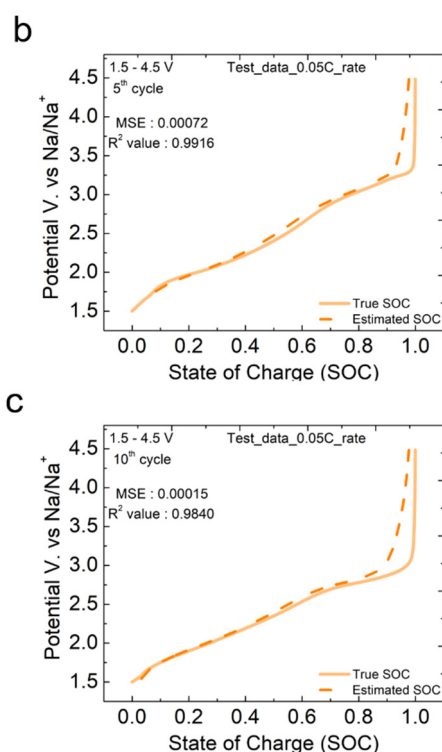 b
1.5 - 4.5 V Test_data_0.05C_rate
5th cycle
MSE : 0.00072
R2 value : 0.9916
Potential V. vs Na/Na+
4.5
4.0
3.5
3.0
2.5
2.0
1.5
True SOC
Estimated SOC
0.0 0.2 0.4 0.6 0.8 1.0
State of Charge (SOC)
c
1.5 - 4.5 V Test_data_0.05C_rate
10th cycle
MSE : 0.00015
R2 value : 0.9840
Potential V. vs Na/Na+
4.5
4.0
3.5
3.0
2.5
2.0
1.5
True SOC
Estimated SOC
0.0 0.2 0.4 0.6 0.8 1.0
State of Charge (SOC)